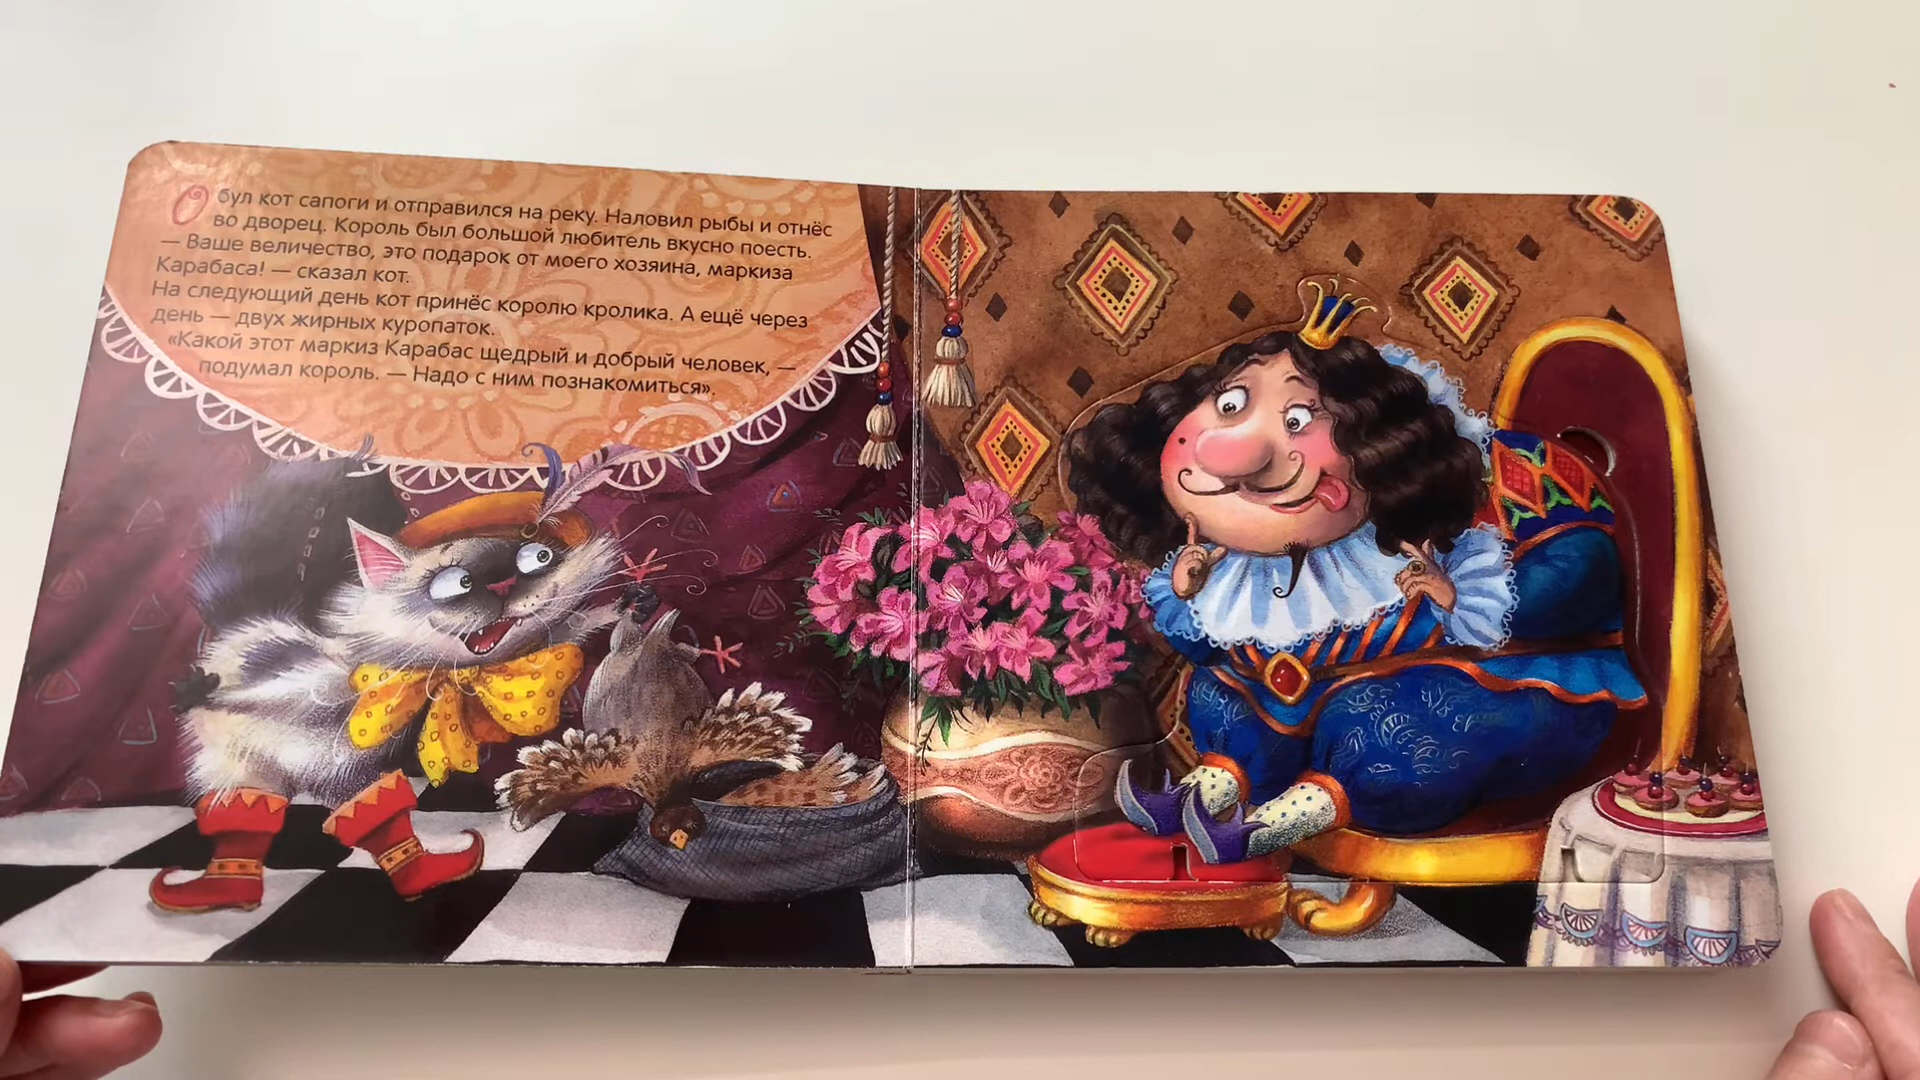 Обул кот сапоги и отправился на реку. Наловил рыбы и отнёс
во дворец. Король был большой любитель вкусно поесть.
— Ваше величество, это подарок от моего хозяина, маркиза
Карабаса! — сказал кот.
На следующий день кот принёс королю кролика. А ещё через
день — двух жирных куропаток.
«Какой этот маркиз Карабас щедрый и добрый человек, —
подумал король. — Надо с ним познакомиться».